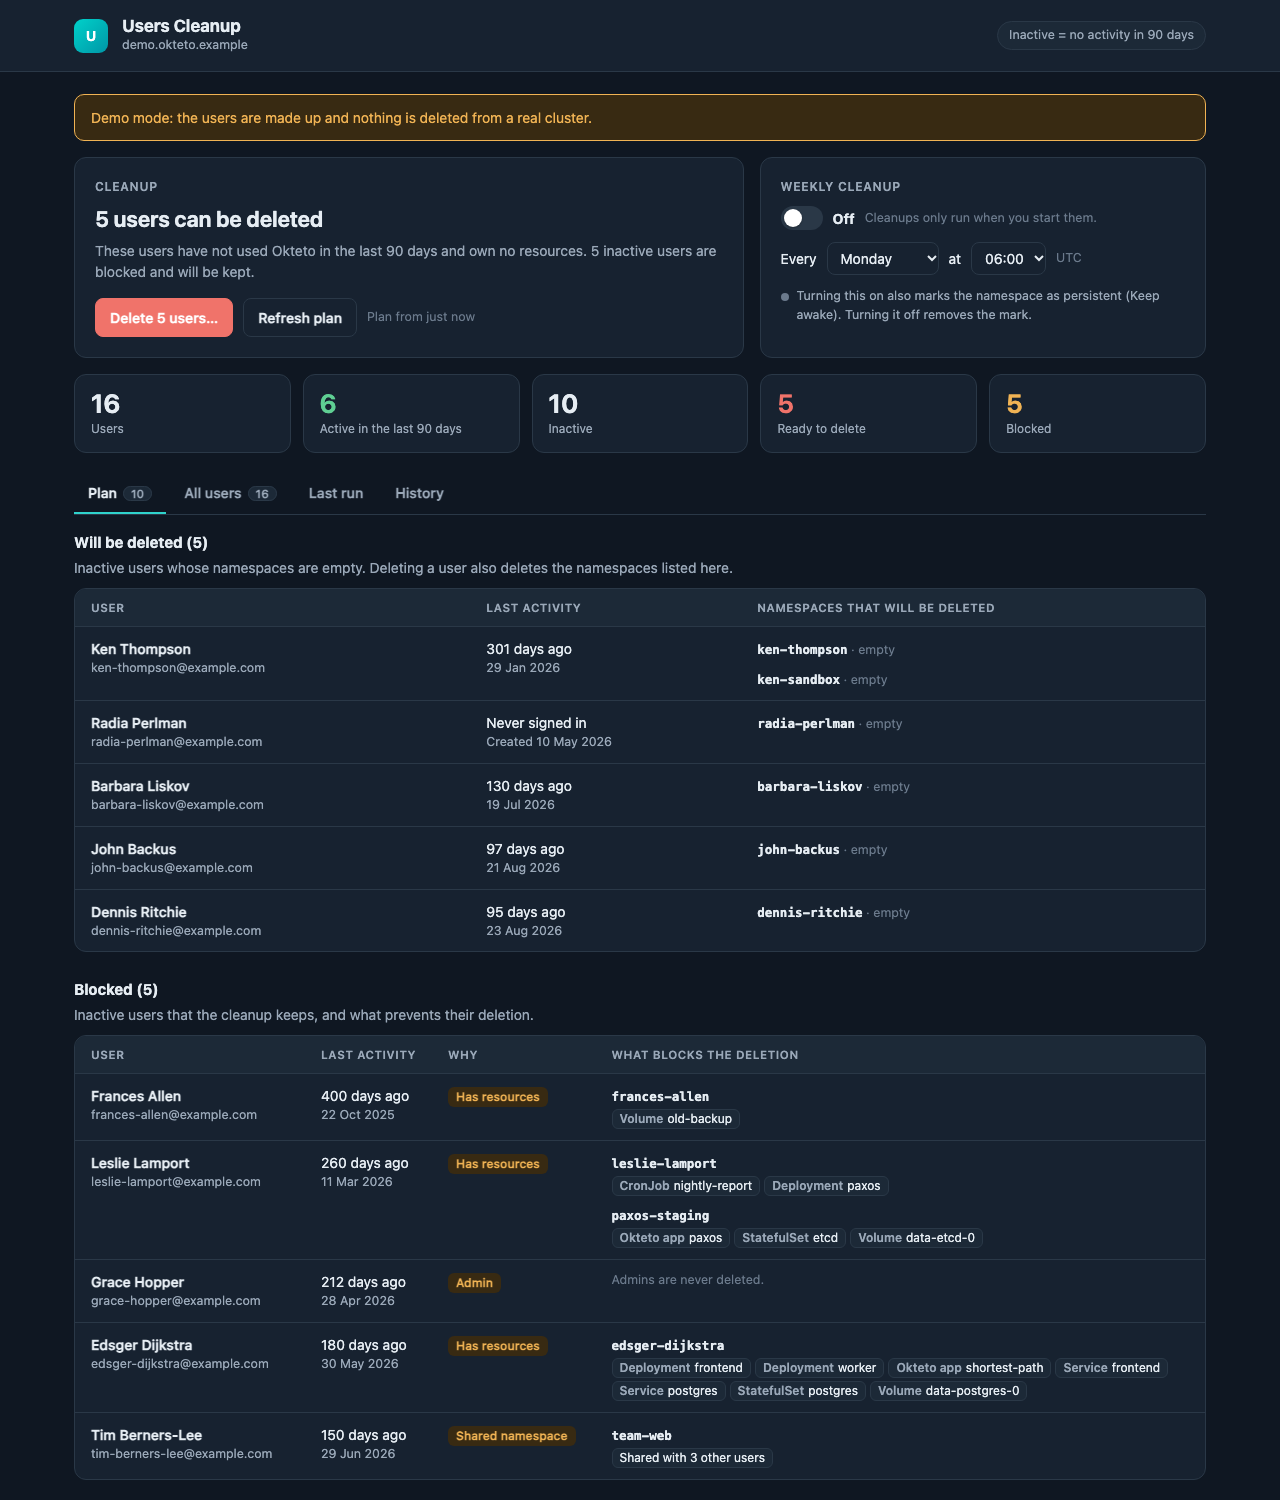 U
Users Cleanup
demo.okteto.example
Inactive = no activity in 90 days
Demo mode: the users are made up and nothing is deleted from a real cluster.
CLEANUP
5 users can be deleted
These users have not used Okteto in the last 90 days and own no resources. 5 inactive users are
blocked and will be kept.
Delete 5 users...
Refresh plan
Plan from just now
WEEKLY CLEANUP
Off
Cleanups only run when you start them.
Every
Monday
at
06:00
UTC
Turning this on also marks the namespace as persistent (Keep
awake). Turning it off removes the mark.
16
Users
6
Active in the last 90 days
10
Inactive
5
Ready to delete
5
Blocked
Plan 10
All users 16
Last run
History
Will be deleted (5)
Inactive users whose namespaces are empty. Deleting a user also deletes the namespaces listed here.
USER LAST ACTIVITY NAMESPACES THAT WILL BE DELETED
Ken Thompson 301 days ago ken-thompson · empty
ken-thompson@example.com 29 Jan 2026
ken-sandbox · empty
Radia Perlman Never signed in radia-perlman · empty
radia-perlman@example.com Created 10 May 2026
Barbara Liskov 130 days ago barbara-liskov · empty
barbara-liskov@example.com 19 Jul 2026
John Backus 97 days ago john-backus · empty
john-backus@example.com 21 Aug 2026
Dennis Ritchie 95 days ago dennis-ritchie · empty
dennis-ritchie@example.com 23 Aug 2026
Blocked (5)
Inactive users that the cleanup keeps, and what prevents their deletion.
USER LAST ACTIVITY WHY WHAT BLOCKS THE DELETION
Frances Allen 400 days ago Has resources frances-allen
frances-allen@example.com 22 Oct 2025 Volume old-backup
Leslie Lamport 260 days ago Has resources leslie-lamport
leslie-lamport@example.com 11 Mar 2026 CronJob nightly-report Deployment paxos
paxos-staging
Okteto app paxos StatefulSet etcd Volume data-etcd-0
Grace Hopper 212 days ago Admin Admins are never deleted.
grace-hopper@example.com 28 Apr 2026
Edsger Dijkstra 180 days ago Has resources edsger-dijkstra
edsger-dijkstra@example.com 30 May 2026 Deployment frontend Deployment worker Okteto app shortest-path Service frontend
Service postgres StatefulSet postgres Volume data-postgres-0
Tim Berners-Lee 150 days ago Shared namespace team-web
tim-berners-lee@example.com 29 Jun 2026 Shared with 3 other users